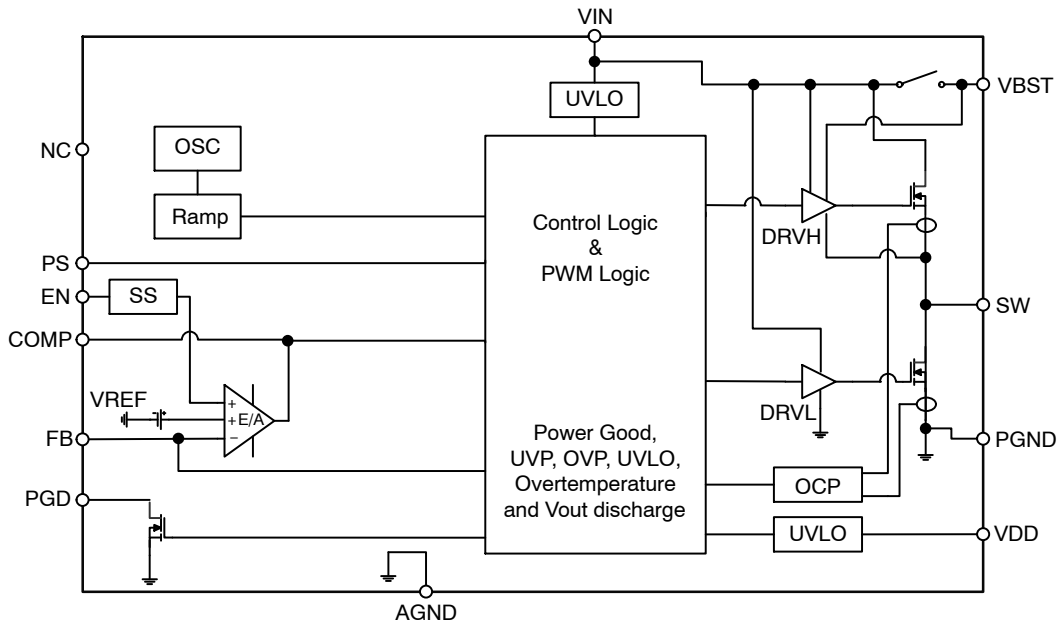 VIN
VBST
UVLO
NC
OSC
Ramp
Control Logic
&
PWM Logic
DRVH
PS
EN
SS
SW
COMP
VREF
+
+
E/A
−
FB
DRVL
Power Good,
UVP, OVP, UVLO,
Overtemperature
and Vout discharge
PGND
PGD
OCP
UVLO
VDD
AGND